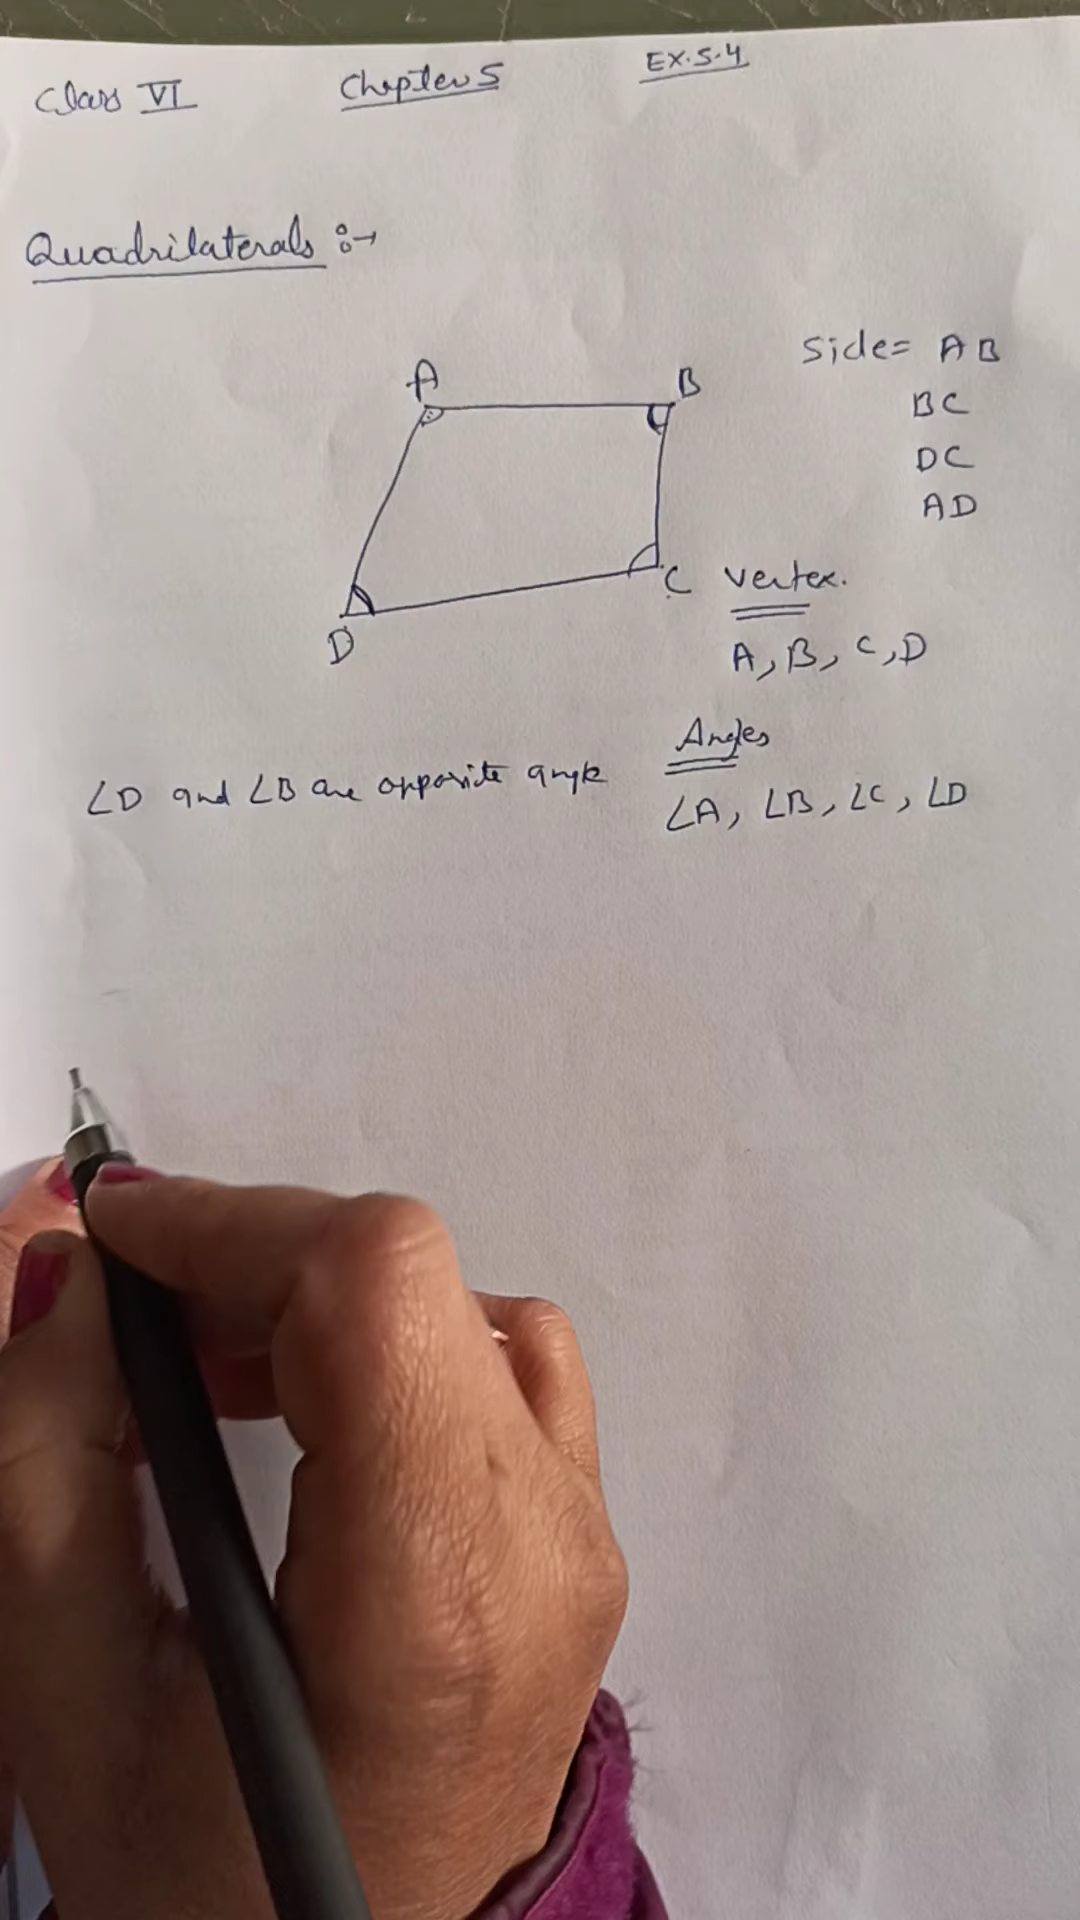 Class VI Chapter 5 EX.5.4
Quadrilaterals :→
A B
D C
Side= AB
BC
DC
AD
Vertex.
A, B, C, D
Angles
∠A, ∠B, ∠C, ∠D
∠D and ∠B are opposite angle